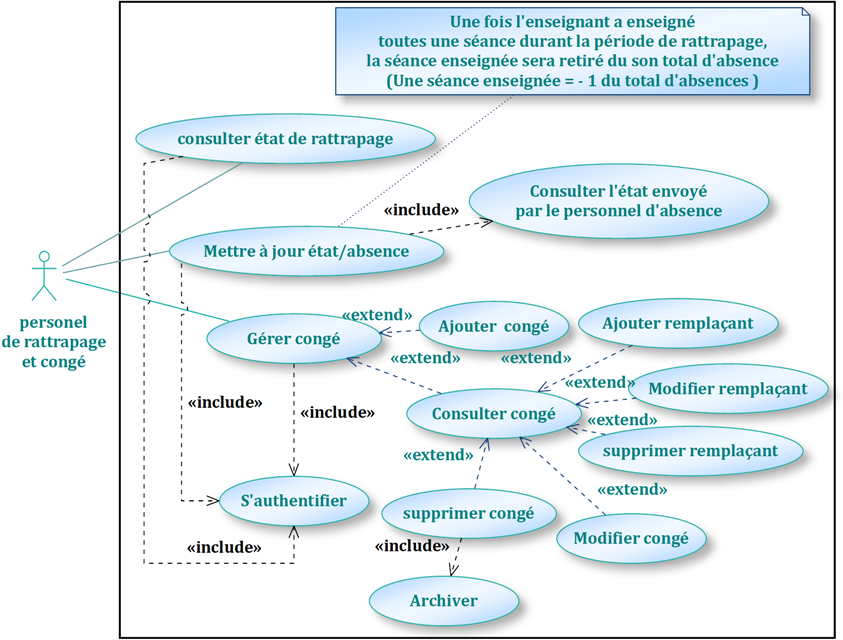 Une fois l'enseignant a enseigné
toutes une séance durant la période de rattrapage,
la séance enseignée sera retiré du son total d'absence
(Une séance enseignée = - 1 du total d'absences )
consulter état de rattrapage
Consulter l'état envoyé
par le personnel d'absence
«include»
Mettre à jour état/absence
personel
de rattrapage
et congé
Gérer congé
«extend»
Ajouter  congé
Ajouter remplaçant
«extend»
«extend»
«extend»
Modifier remplaçant
«include»
«include»
Consulter congé
«extend»
supprimer remplaçant
«extend»
«extend»
S'authentifier
supprimer congé
Modifier congé
«include»
«include»
Archiver